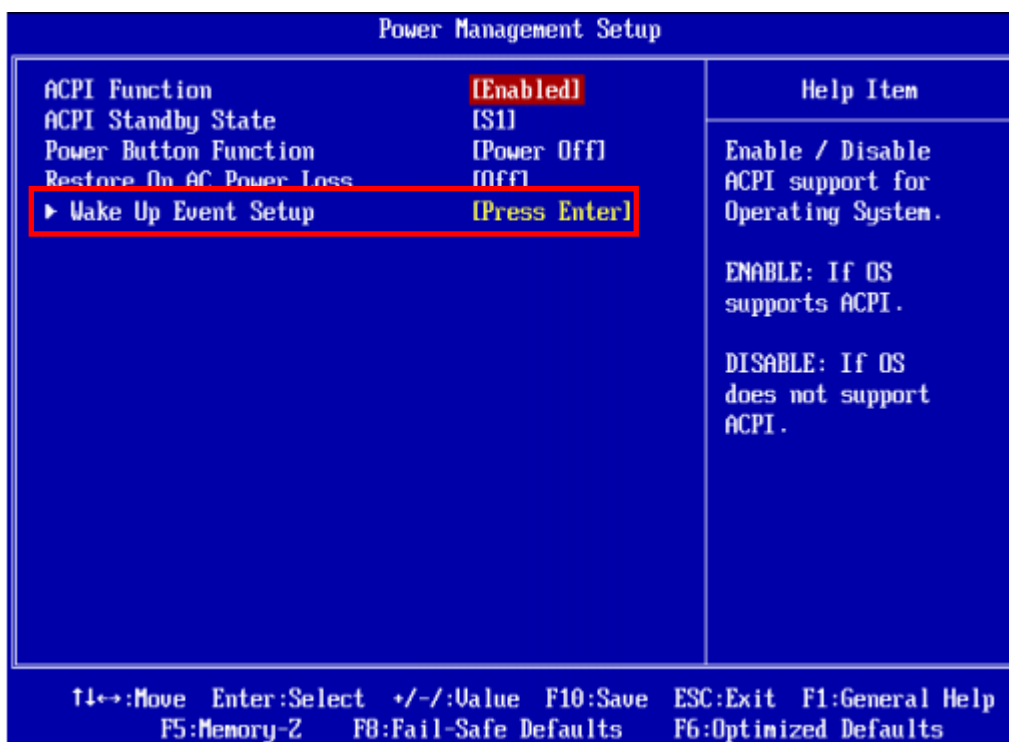 Power Management Setup
ACPI Function [Enabled]
ACPI Standby State [S1]
Power Button Function [Power Off]
Restore On AC Power Loss [Off]
▶ Wake Up Event Setup [Press Enter]
Help Item
Enable / Disable
ACPI support for
Operating System.
ENABLE: If OS
supports ACPI.
DISABLE: If OS
does not support
ACPI.
↑↓↔:Move Enter:Select +/-/:Value F10:Save ESC:Exit F1:General Help
F5:Memory-Z F8:Fail-Safe Defaults F6:Optimized Defaults